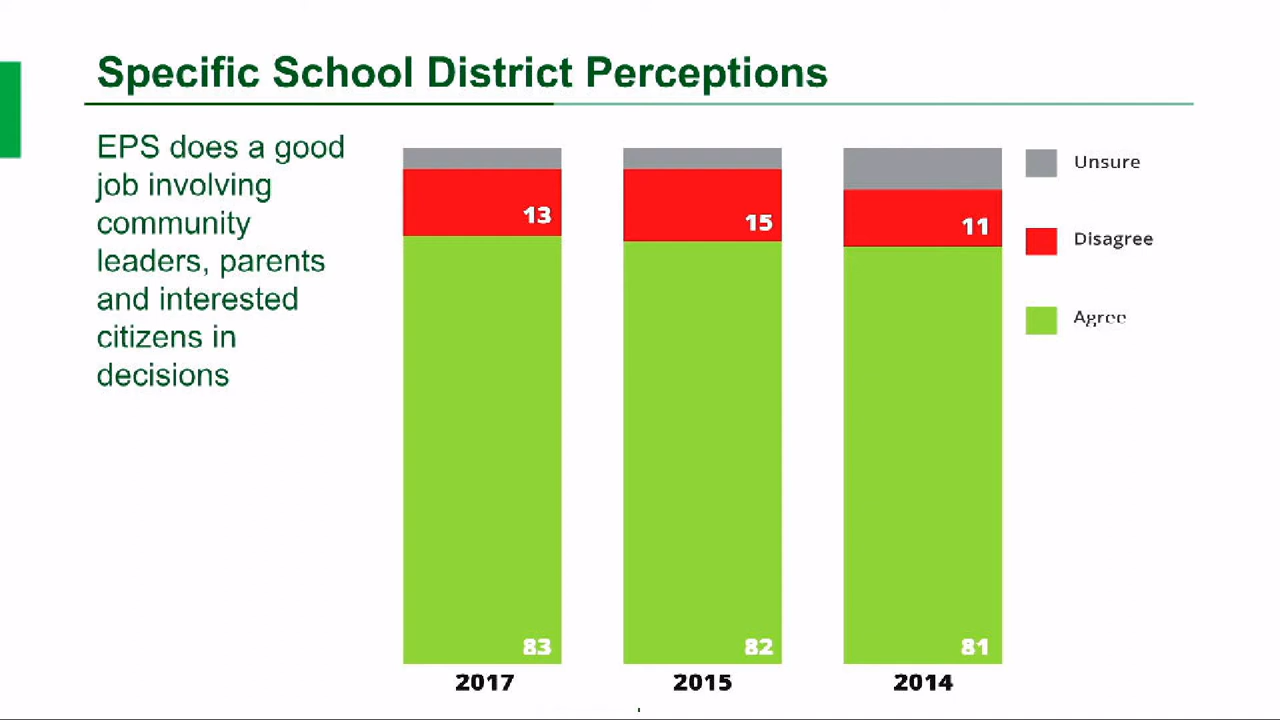 Specific School District Perceptions
EPS does a good
job involving
community
leaders, parents
and interested
citizens in
decisions
13
15
11
83
82
81
2017
2015
2014
Unsure
Disagree
Agree